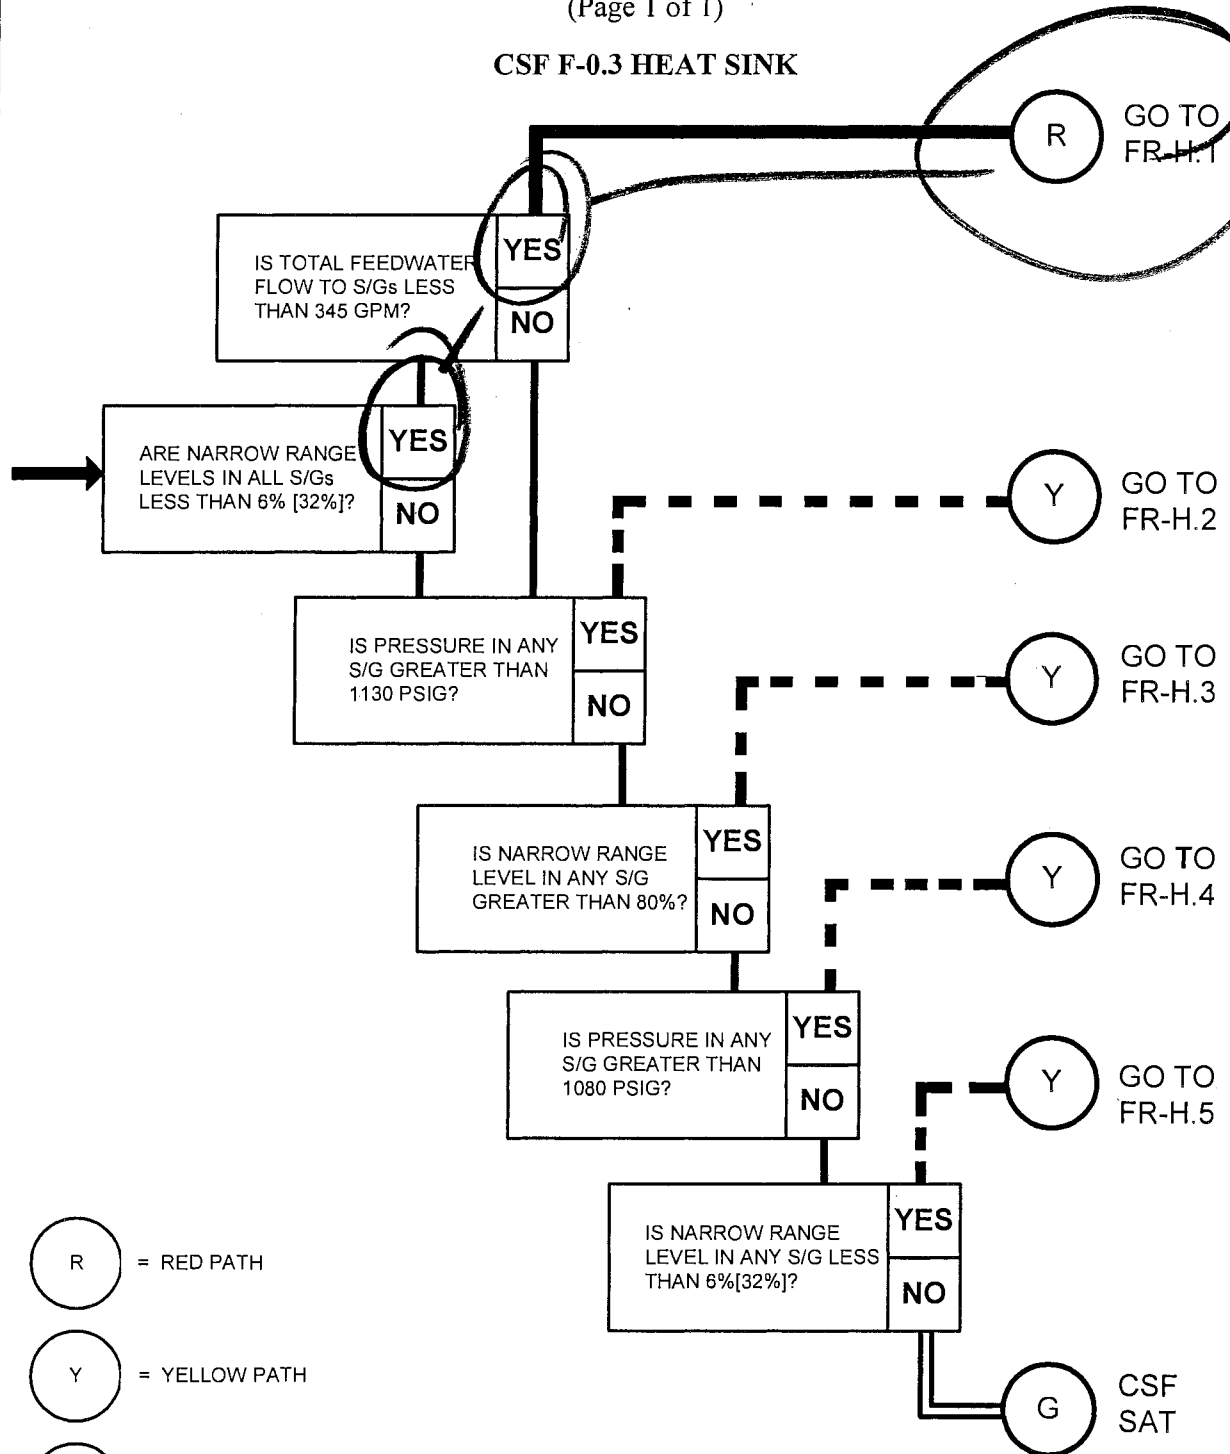 (Page 1 of 1)
CSF F-0.3 HEAT SINK
R
GO TO
FR-H.1
IS TOTAL FEEDWATER
FLOW TO S/Gs LESS
THAN 345 GPM?
YES
NO
ARE NARROW RANGE
LEVELS IN ALL S/Gs
LESS THAN 6% [32%]?
YES
NO
Y
GO TO
FR-H.2
IS PRESSURE IN ANY
S/G GREATER THAN
1130 PSIG?
YES
NO
Y
GO TO
FR-H.3
IS NARROW RANGE
LEVEL IN ANY S/G
GREATER THAN 80%?
YES
NO
Y
GO TO
FR-H.4
IS PRESSURE IN ANY
S/G GREATER THAN
1080 PSIG?
YES
NO
Y
GO TO
FR-H.5
IS NARROW RANGE
LEVEL IN ANY S/G LESS
THAN 6%[32%]?
YES
NO
R = RED PATH
Y = YELLOW PATH
G
CSF
SAT